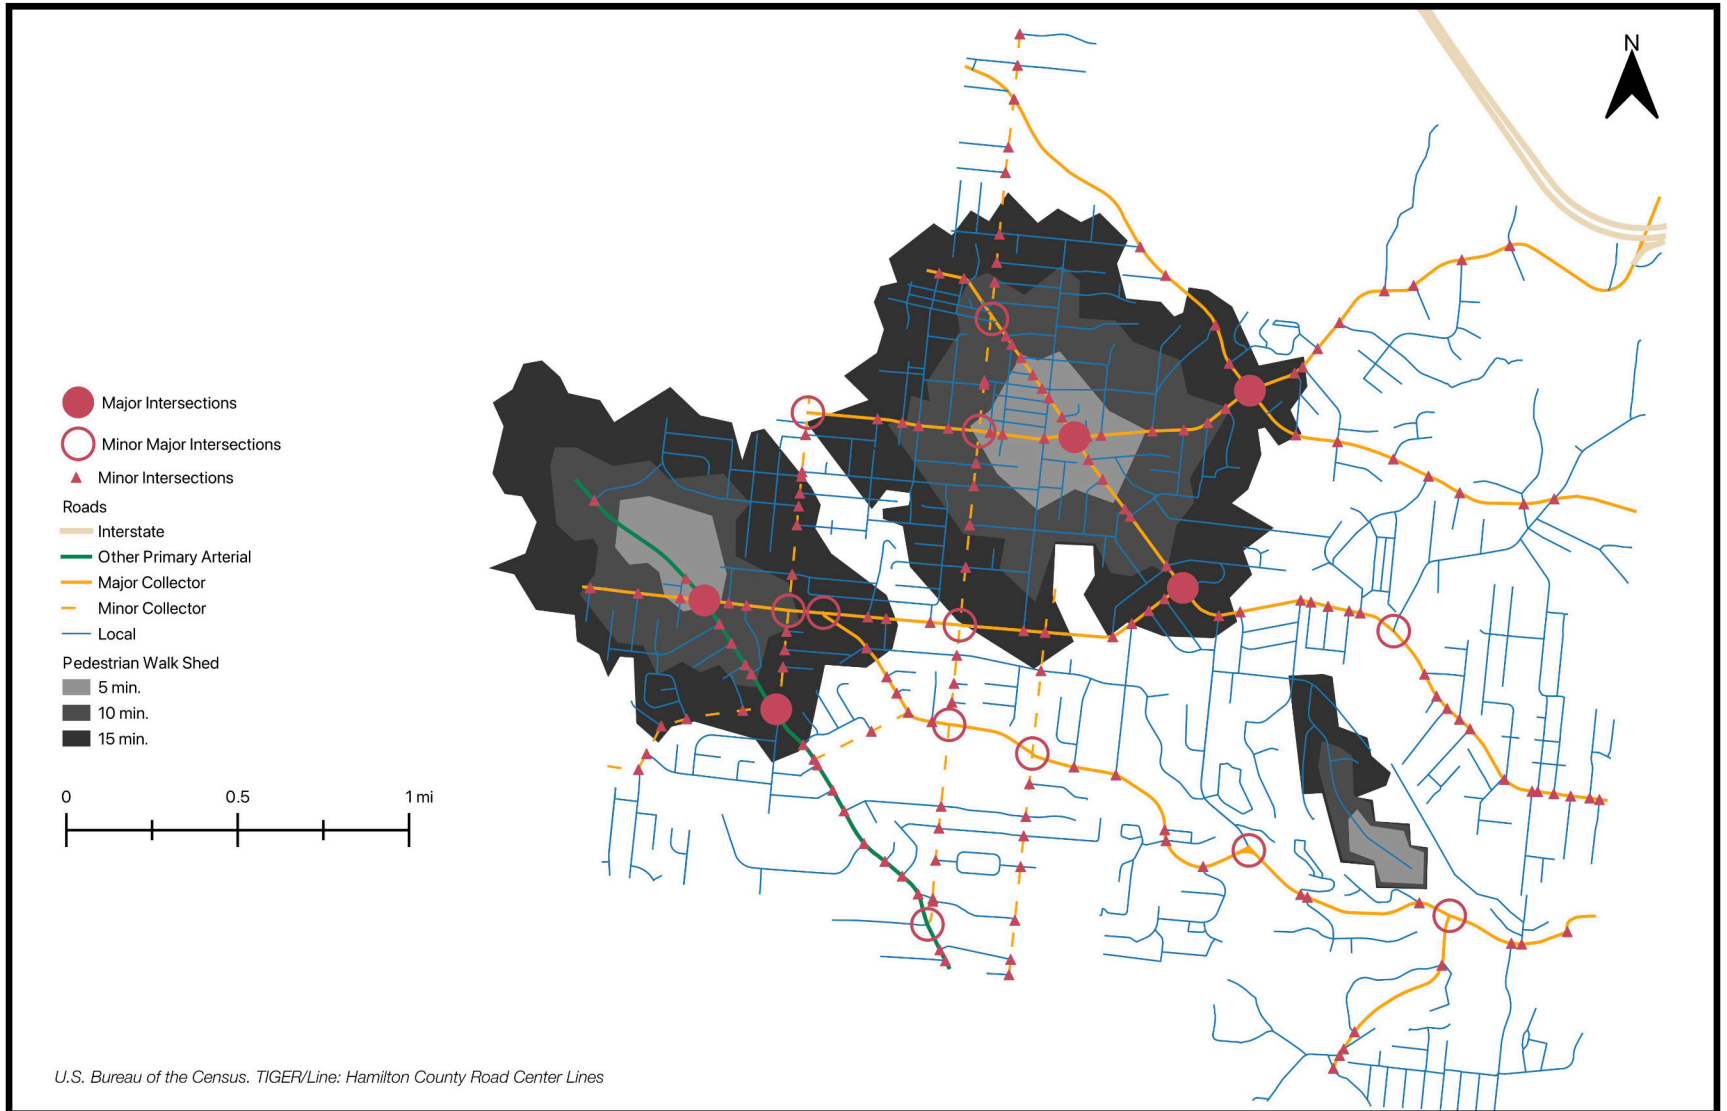 N
Major Intersections
Minor Major Intersections
Minor Intersections
Roads
Interstate
Other Primary Arterial
Major Collector
Minor Collector
Local
Pedestrian Walk Shed
5 min.
10 min.
15 min.
0 0.5 1 mi
U.S. Bureau of the Census. TIGER/Line: Hamilton County Road Center Lines